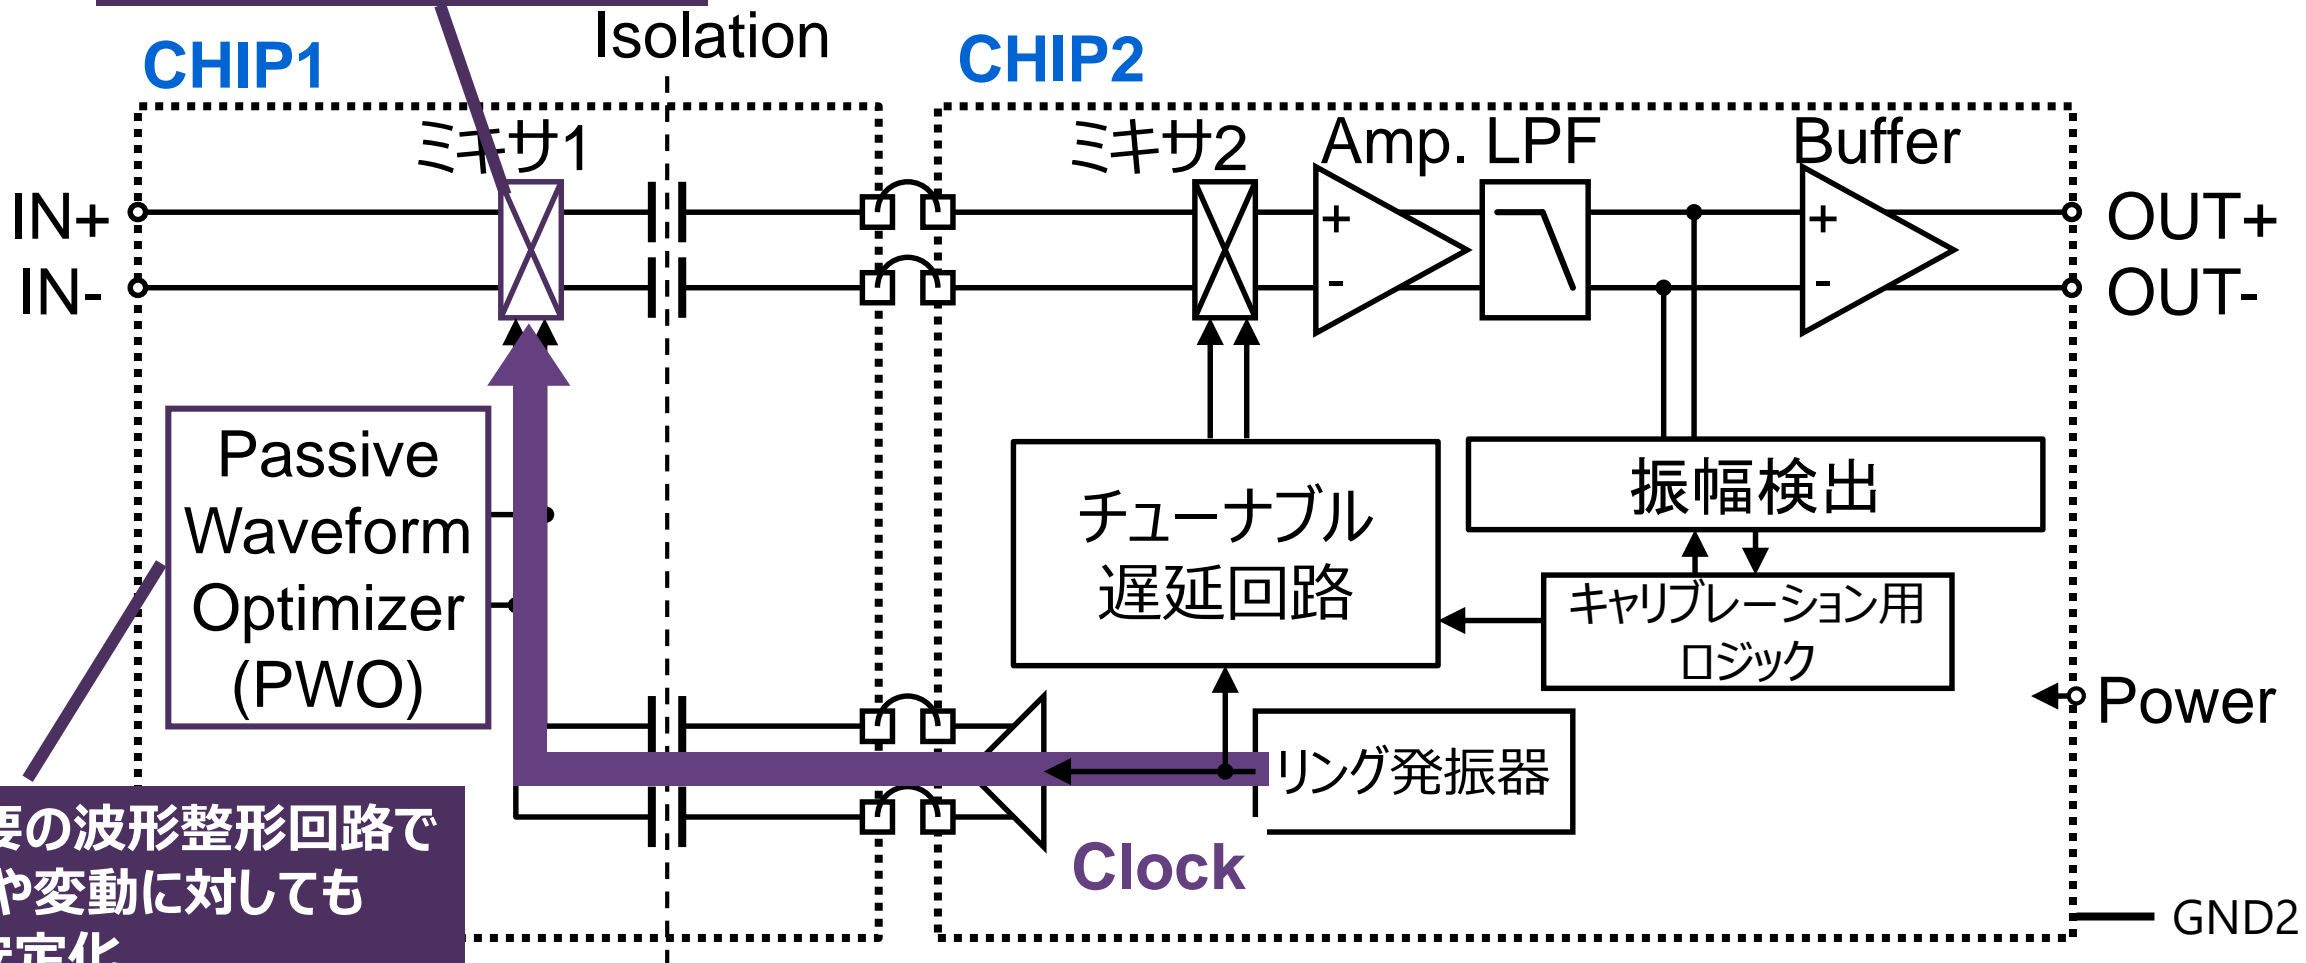 Isolation
CHIP1
CHIP2
ミキサ1
ミキサ2
Amp.
LPF
Buffer
IN+
IN-
OUT+
OUT-
Passive
Waveform
Optimizer
(PWO)
チューナブル
遅延回路
振幅検出
キャリブレーション用
ロジック
Power
リング発振器
Clock
の波形整形回路で
や変動に対しても
安定化
GND2